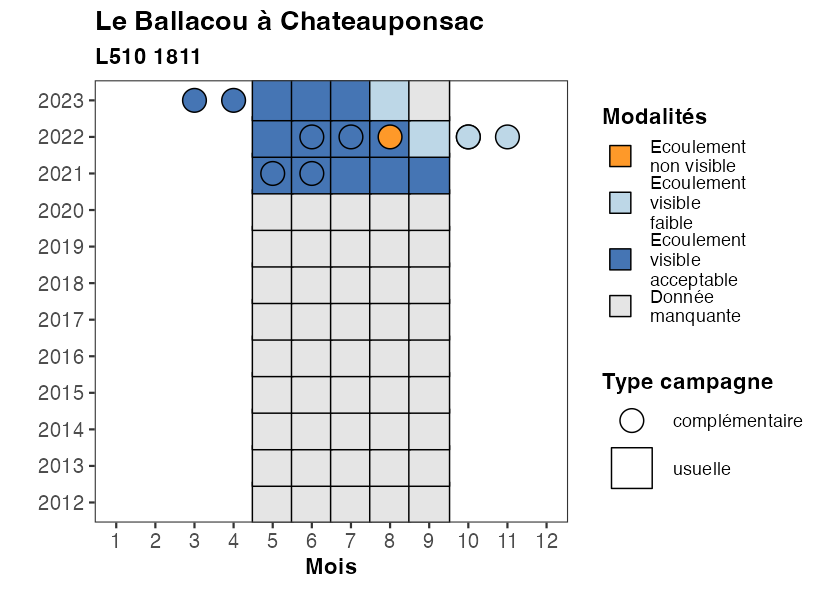 Le Ballacou à Chateauponsac
L510 1811
2023
2022
2021
2020
2019
2018
2017
2016
2015
2014
2013
2012
1 2 3 4 5 6 7 8 9 10 11 12
Mois
Modalités
Ecoulement
non visible
Ecoulement
visible
faible
Ecoulement
visible
acceptable
Donnée
manquante
Type campagne
complémentaire
usuelle